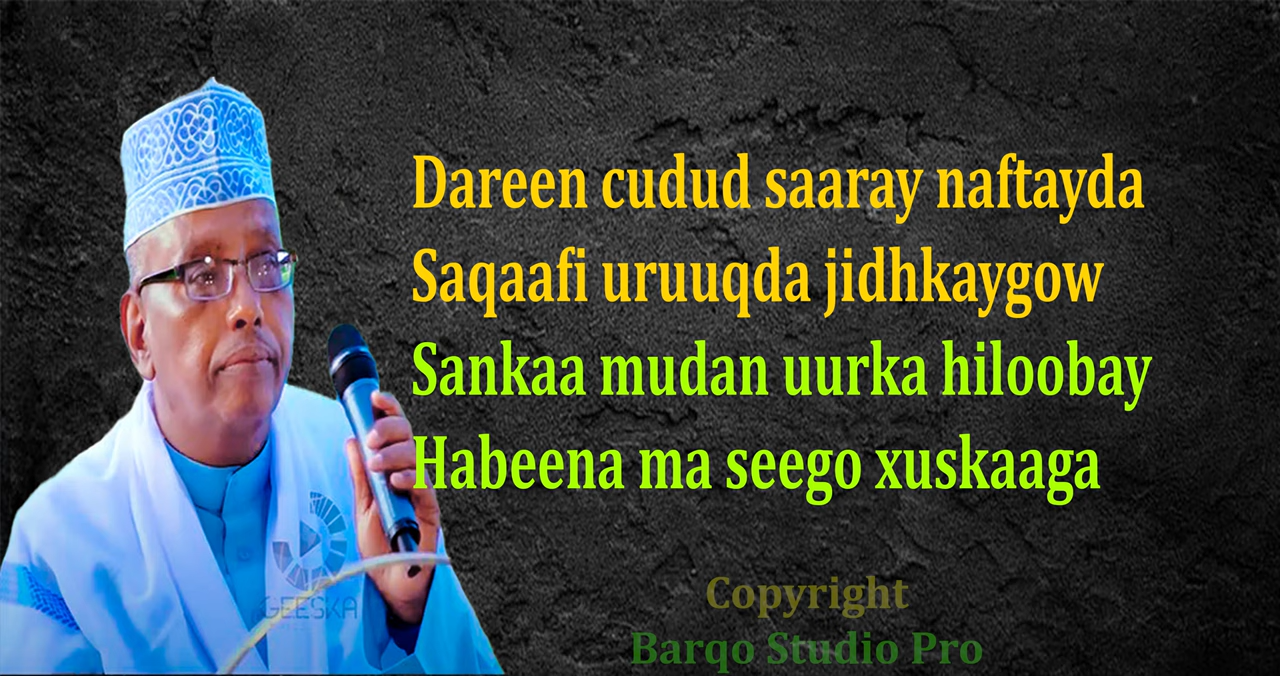 Dareen cudud saaray naftayda
Saqaafi uruuqda jidhkaygow
Sankaa mudan uurka hiloobay
Habeena ma seego xuskaaga
GEESKA
Copyright
Barqo Studio Pro